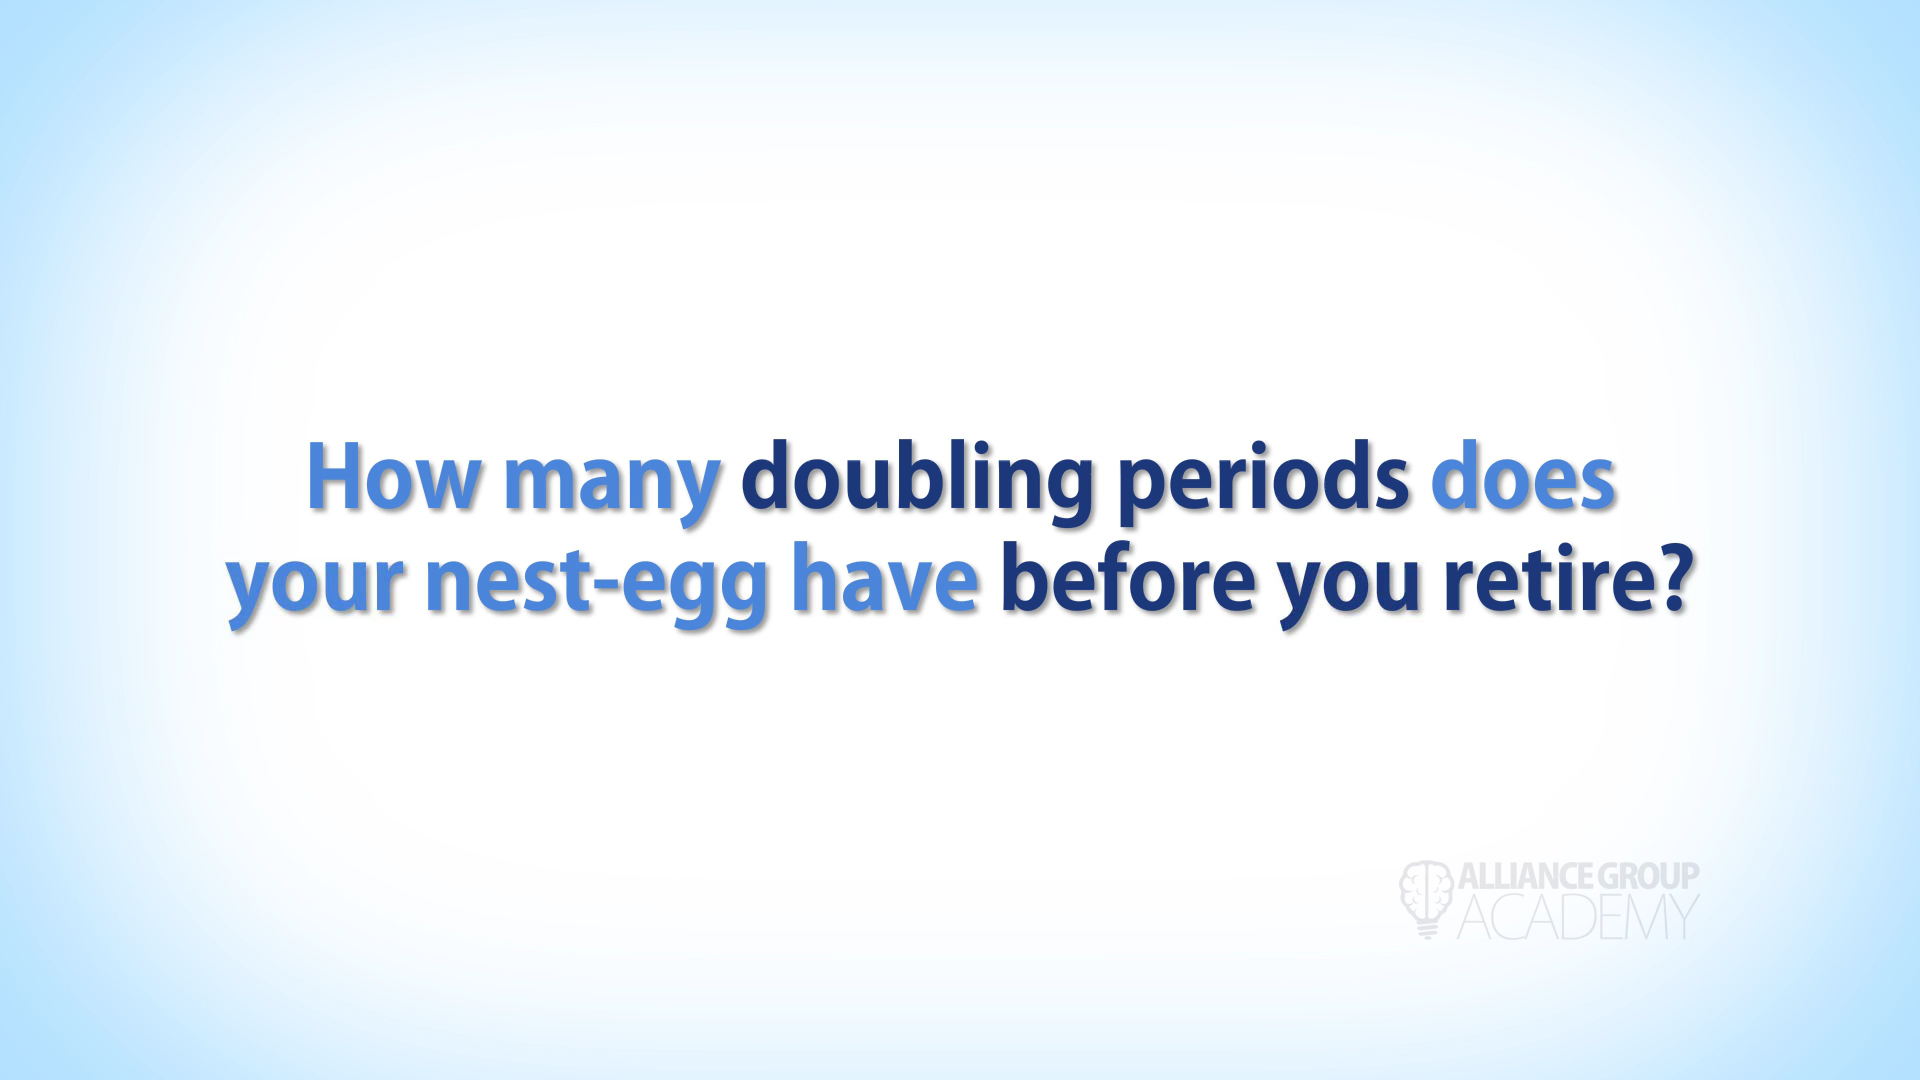 How many doubling periods does
your nest-egg have before you retire?
ALLIANCE GROUP
ACADEMY